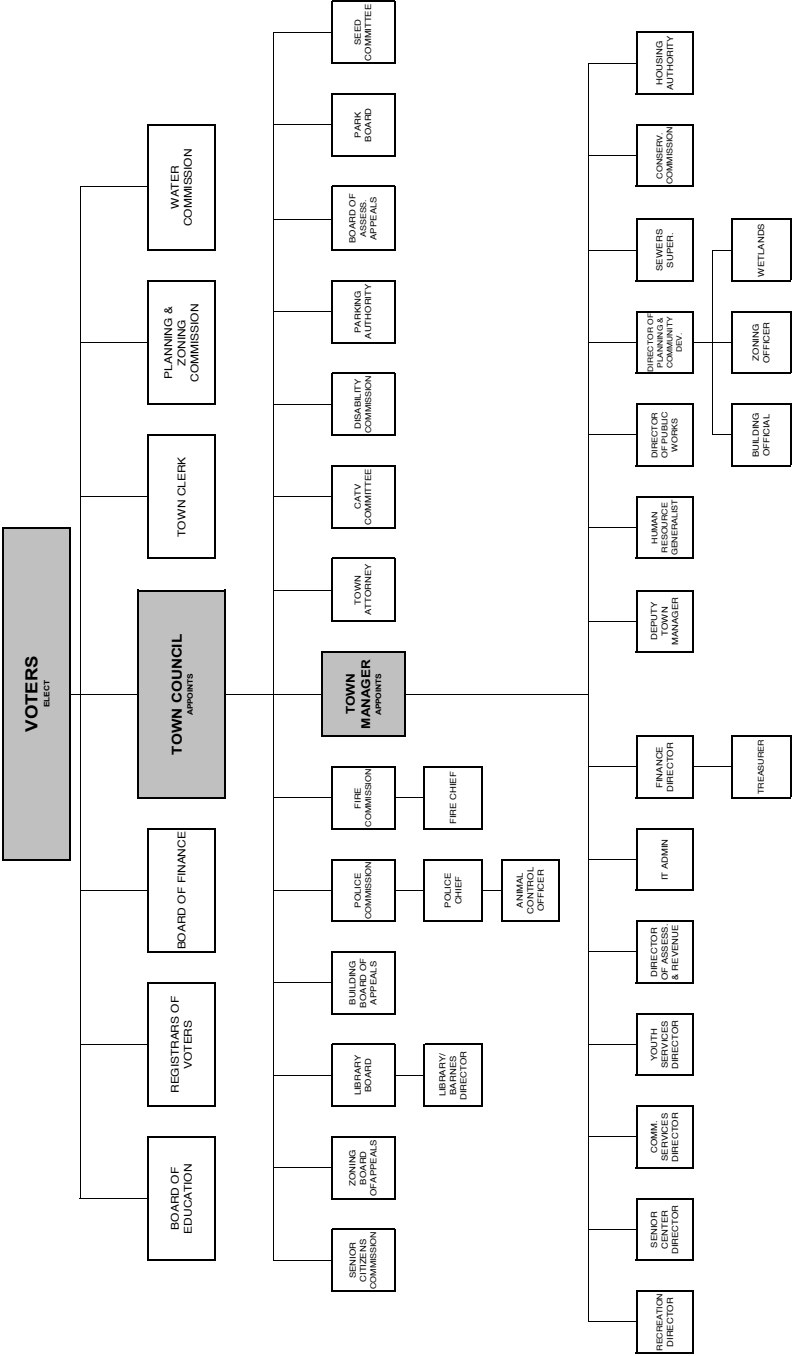 VOTERS
ELECT
BOARD OF
EDUCATION
REGISTRARS OF
VOTERS
BOARD OF FINANCE
TOWN COUNCIL
APPOINTS
TOWN CLERK
PLANNING &
ZONING
COMMISSION
WATER
COMMISSION
SENIOR
CITIZENS
COMMISSION
ZONING
BOARD
OFAPPEALS
LIBRARY
BOARD
BUILDING
BOARD OF
APPEALS
POLICE
COMMISSION
FIRE
COMMISSION
TOWN
MANAGER
APPOINTS
TOWN
ATTORNEY
CATV
COMMITTEE
DISABILITY
COMMISSION
PARKING
AUTHORITY
BOARD OF
ASSESS.
APPEALS
PARK
BOARD
SEED
COMMITTEE
LIBRARY/
BARNES
DIRECTOR
POLICE
CHIEF
FIRE CHIEF
ANIMAL
CONTROL
OFFICER
RECREATION
DIRECTOR
SENIOR
CENTER
DIRECTOR
COMM.
SERVICES
DIRECTOR
YOUTH
SERVICES
DIRECTOR
DIRECTOR
OF ASSESS.
& REVENUE
IT ADMIN
FINANCE
DIRECTOR
DEPUTY
TOWN
MANAGER
HUMAN
RESOURCE
GENERALIST
DIRECTOR
OF PUBLIC
WORKS
DIRECTOR OF
PLANNING &
COMMUNITY
DEV.
SEWERS
SUPER.
CONSERV.
COMMISSION
HOUSING
AUTHORITY
TREASURER
BUILDING
OFFICIAL
ZONING
OFFICER
WETLANDS